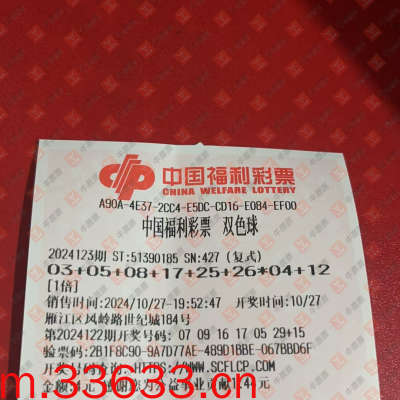 中国福利彩票
CHINA WELFARE LOTTERY
A90A-4E37-2CC4-E5DC-CD16-E084-EF00
中国福利彩票 双色球
2024123期 ST:51390185 SN:427 (复式)
03+05+08+17+25+26*04+12
[1倍]
销售时间:2024/10/27-19:52:47 开奖时间:10/27
雁江区凤岭路世纪城184号
第2024122期开奖号码: 07 09 16 17 05 29+15
验票码:2B1F8C90-9A7D77AE-489D1BBE-067BBD6F
WWW.SCFLCP.COM
m.33633.cn